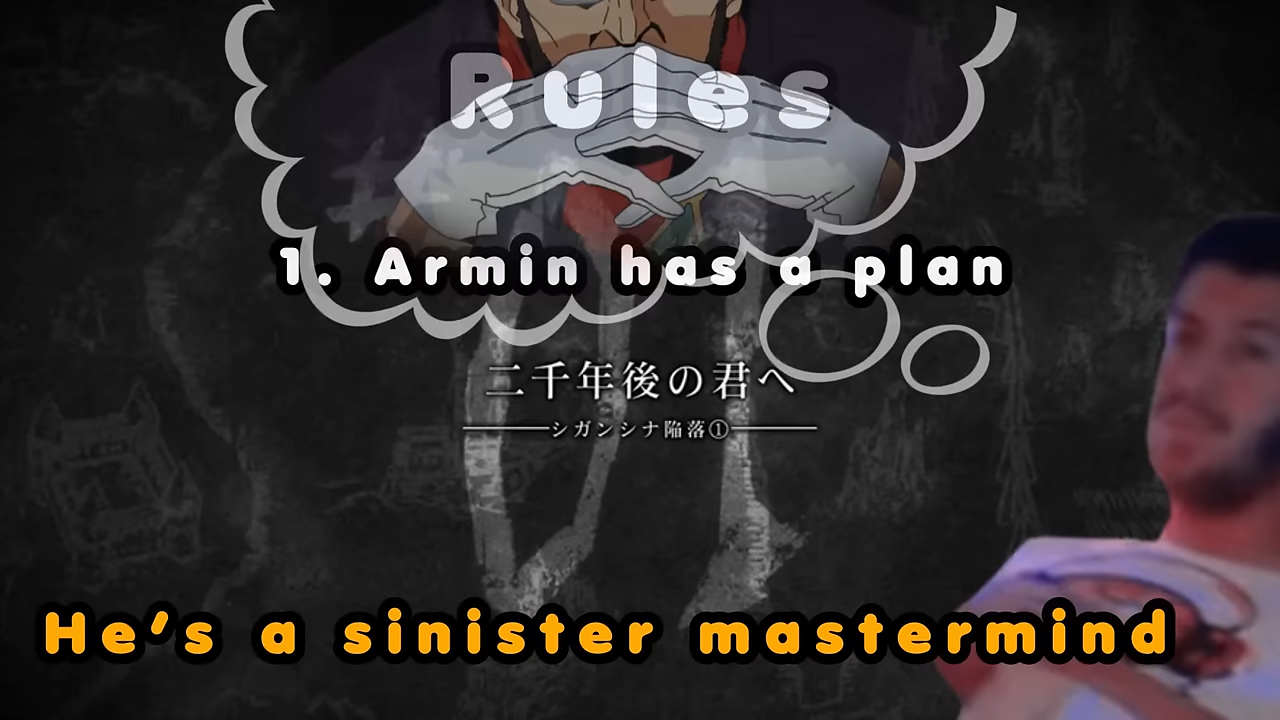 Rules
1. Armin has a plan
二千年後の君へ
シガンシナ陥落①
He's a sinister mastermind